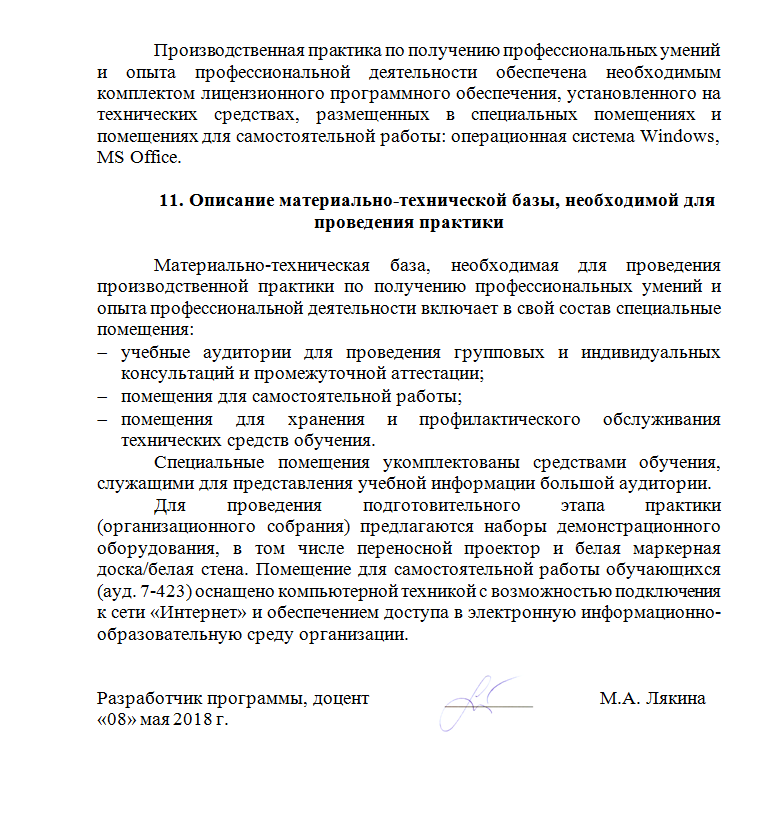 Производственная практика по получению профессиональных умений
и опыта профессиональной деятельности обеспечена необходимым
комплектом лицензионного программного обеспечения, установленного на
технических средствах, размещенных в специальных помещениях и
помещениях для самостоятельной работы: операционная система Windows,
MS Office.
11. Описание материально-технической базы, необходимой для
проведения практики
Материально-техническая база, необходимая для проведения
производственной практики по получению профессиональных умений и
опыта профессиональной деятельности включает в свой состав специальные
помещения:
– учебные аудитории для проведения групповых и индивидуальных
консультаций и промежуточной аттестации;
– помещения для самостоятельной работы;
– помещения для хранения и профилактического обслуживания
технических средств обучения.
Специальные помещения укомплектованы средствами обучения,
служащими для представления учебной информации большой аудитории.
Для проведения подготовительного этапа практики
(организационного собрания) предлагаются наборы демонстрационного
оборудования, в том числе переносной проектор и белая маркерная
доска/белая стена. Помещение для самостоятельной работы обучающихся
(ауд. 7-423) оснащено компьютерной техникой с возможностью подключения
к сети «Интернет» и обеспечением доступа в электронную информационно-
образовательную среду организации.
Разработчик программы, доцент М.А. Лякина
«08» мая 2018 г.